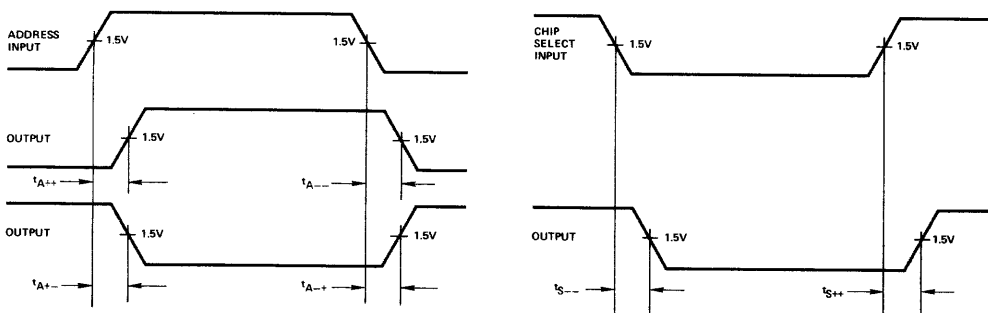 ADDRESS
INPUT
1.5V
1.5V
OUTPUT
1.5V
1.5V
tA++
tA−−
OUTPUT
1.5V
1.5V
tA+−
tA−+
CHIP
SELECT
INPUT
1.5V
1.5V
OUTPUT
1.5V
1.5V
tS−−
tS++